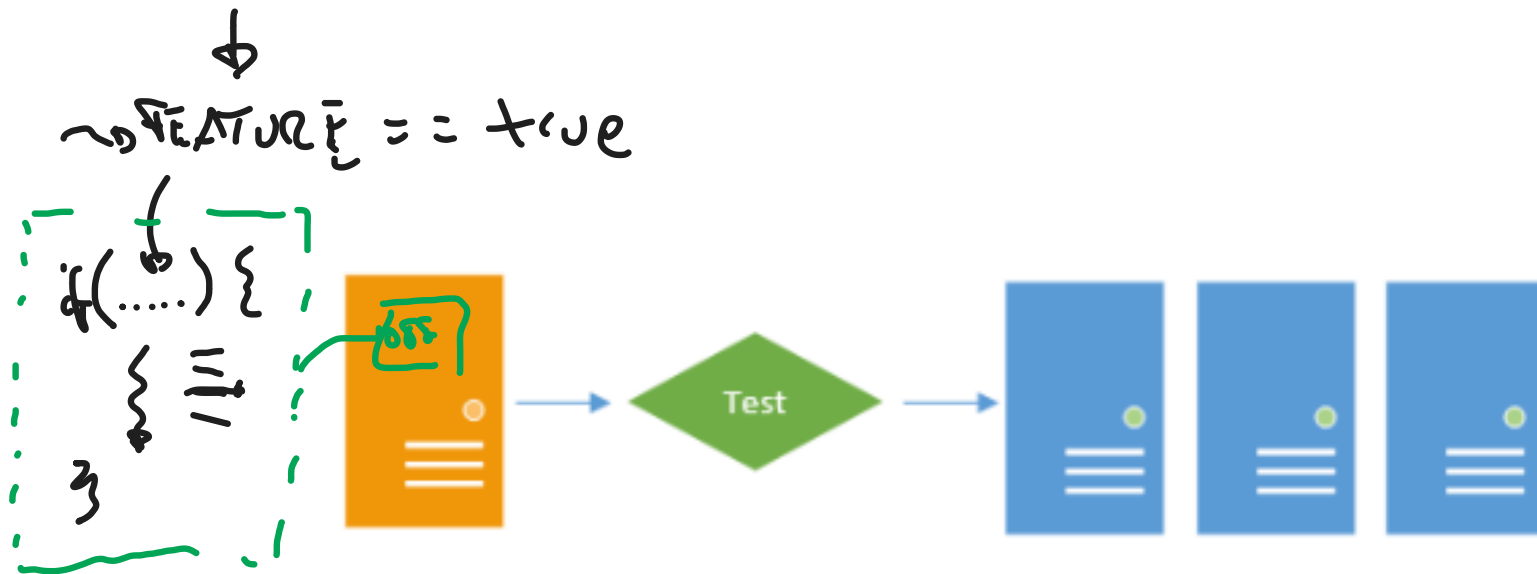 FEATURE == true
if(.....) {
}
Test